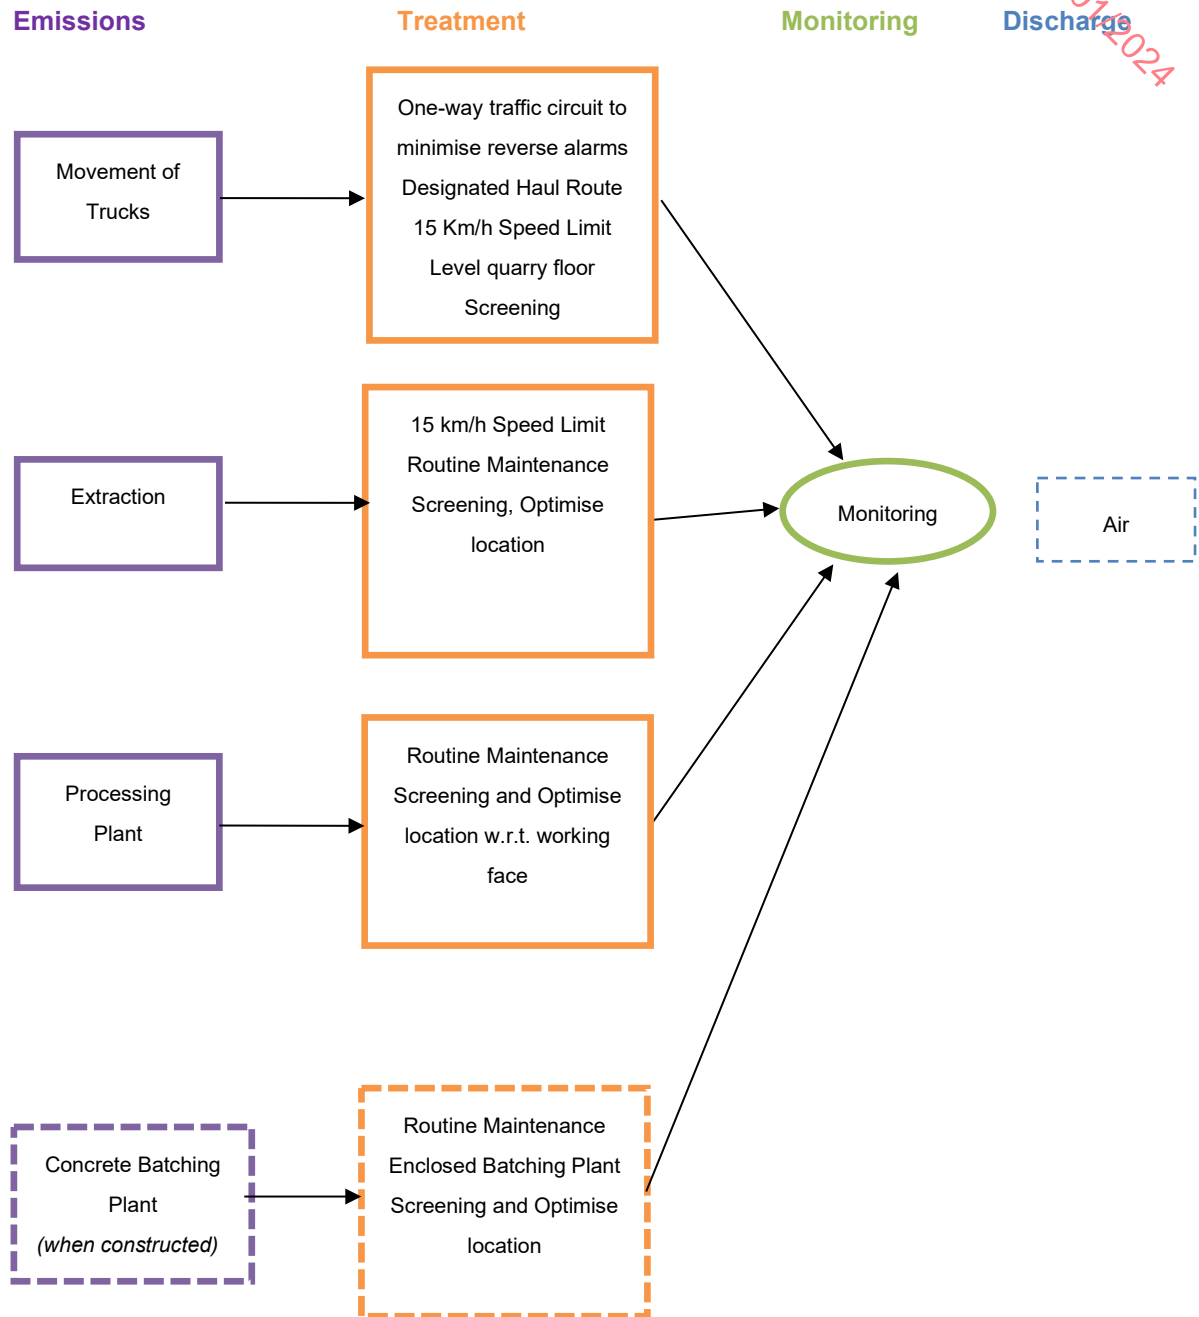 Emissions
Treatment
Monitoring
Discharge
01/2024
One-way traffic circuit to
minimise reverse alarms
Designated Haul Route
15 Km/h Speed Limit
Level quarry floor
Screening
Movement of
Trucks
15 km/h Speed Limit
Routine Maintenance
Screening, Optimise
location
Extraction
Monitoring
Air
Routine Maintenance
Screening and Optimise
location w.r.t. working
face
Processing
Plant
Routine Maintenance
Enclosed Batching Plant
Screening and Optimise
location
Concrete Batching
Plant
(when constructed)